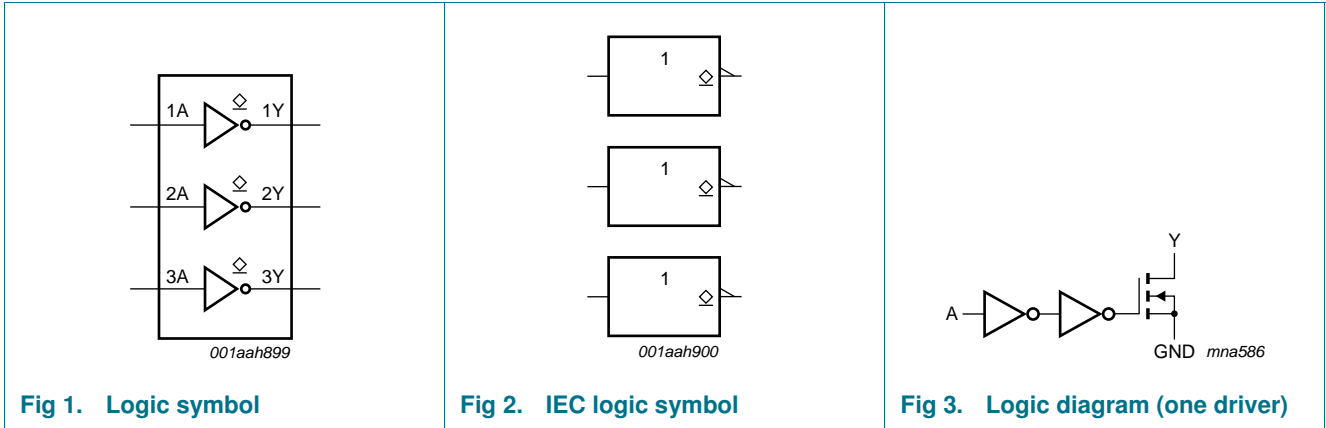 1A 1Y
2A 2Y
3A 3Y
001aah899
Fig 1. Logic symbol
1
1
1
001aah900
Fig 2. IEC logic symbol
Y
A
GND mna586
Fig 3. Logic diagram (one driver)